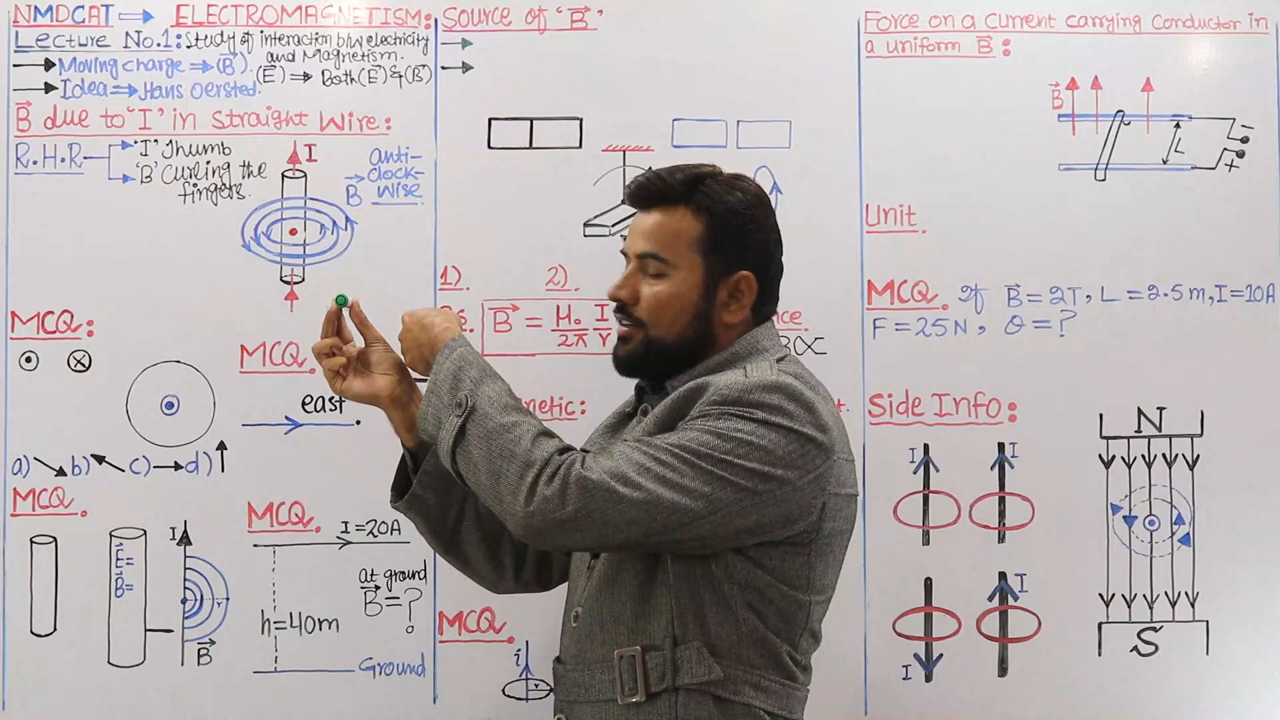 NMDCAT ⇒ ELECTROMAGNETISM:
Lecture No.1: Study of interaction b/w electricity
and Magnetism.
→ Moving charge ⇒ (B⃗).
(E⃗) ⇒ Both (E⃗) & (B⃗)
→ Idea ⇒ Hans Oersted.
B⃗ due to "I" in straight Wire:
R.H.R
'I' Thumb
'B' Curling the
fingers.
I
B⃗
anti-
clock-
wise
MCQ:
a) ↘ b) ↖ c) → d) ↑
MCQ.
east
MCQ.
E⃗=
B⃗=
I
r
B⃗
MCQ.
I=20A
at ground
B⃗=?
h=40m
Ground
Source of "B⃗"
1). 2).
B⃗ = μ₀ I
2π r
MCQ.
i
r
Force on a current carrying conductor in
a uniform B⃗:
B⃗
L
-
+
Unit.
MCQ. If B⃗=2T, L=2.5m, I=10A
F=25N, θ=?
Side Info:
I I
I I
N
S